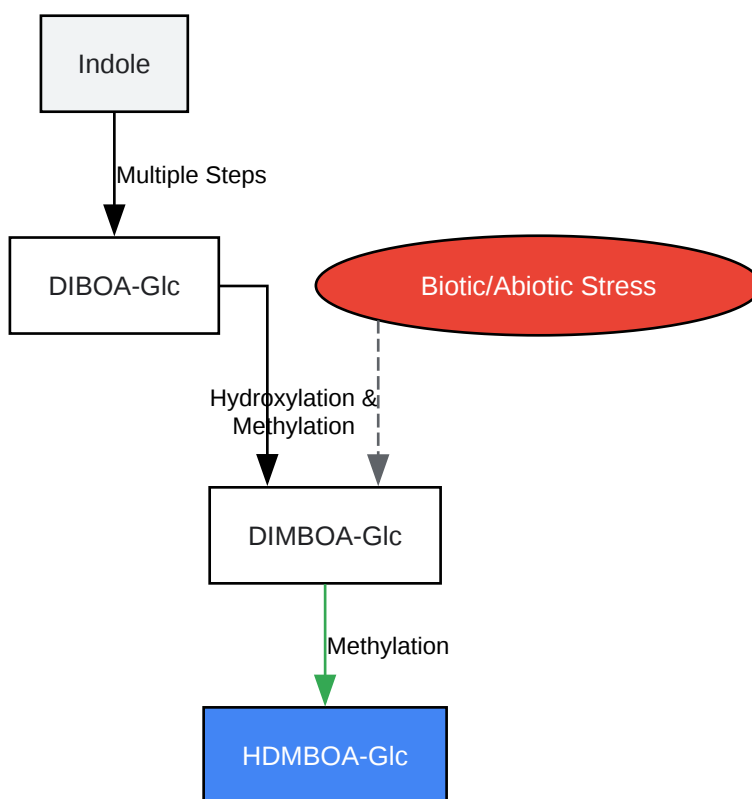 Indole
Multiple Steps
DIBOA-Glc
Biotic/Abiotic Stress
Hydroxylation &
Methylation
DIMBOA-Glc
Methylation
HDMBOA-Glc